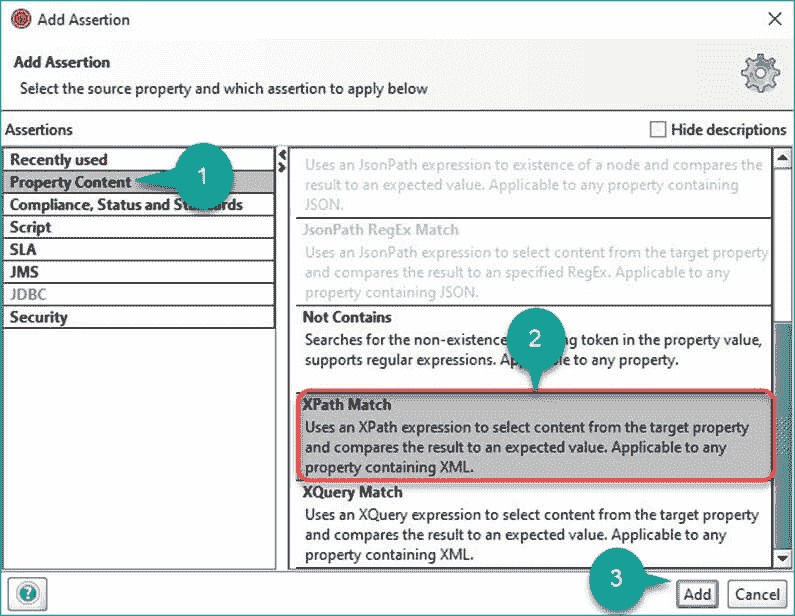 Add Assertion
Add Assertion
Select the source property and which assertion to apply below
Assertions
Hide descriptions
Recently used
Property Content
1
Compliance, Status and
Script
SLA
JMS
JDBC
Security
Uses an JsonPath expression to existence of a node and compares the
result to an expected value. Applicable to any property containing
JSON.
JsonPath RegEx Match
Uses an JsonPath expression to select content from the target property
and compares the result to an specified RegEx. Applicable to any
property containing JSON.
Not Contains
Searches for the non-existence token in the property value,
supports regular expressions. to any property.
2
XPath Match
Uses an XPath expression to select content from the target property
and compares the result to an expected value. Applicable to any
property containing XML.
XQuery Match
Uses an XQuery expression to select content from the target property
and compares the result to an expected value. Applicable to any
property containing XML.
?
3
Add
Cancel